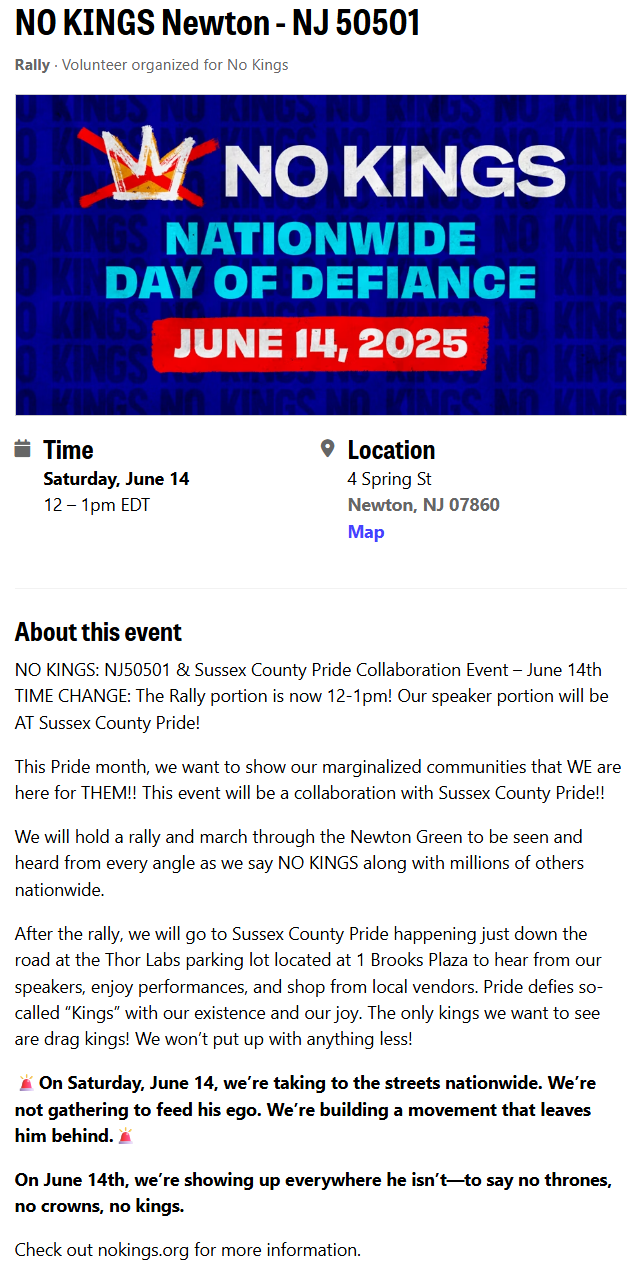 NO KINGS Newton - NJ 50501
Rally · Volunteer organized for No Kings
NO KINGS
NATIONWIDE
DAY OF DEFIANCE
JUNE 14, 2025
Time
Saturday, June 14
12 – 1pm EDT
Location
4 Spring St
Newton, NJ 07860
Map
About this event
NO KINGS: NJ50501 & Sussex County Pride Collaboration Event – June 14th
TIME CHANGE: The Rally portion is now 12-1pm! Our speaker portion will be
AT Sussex County Pride!
This Pride month, we want to show our marginalized communities that WE are
here for THEM!! This event will be a collaboration with Sussex County Pride!!
We will hold a rally and march through the Newton Green to be seen and
heard from every angle as we say NO KINGS along with millions of others
nationwide.
After the rally, we will go to Sussex County Pride happening just down the
road at the Thor Labs parking lot located at 1 Brooks Plaza to hear from our
speakers, enjoy performances, and shop from local vendors. Pride defies so-
called “Kings” with our existence and our joy. The only kings we want to see
are drag kings! We won’t put up with anything less!
🚨 On Saturday, June 14, we’re taking to the streets nationwide. We’re
not gathering to feed his ego. We’re building a movement that leaves
him behind. 🚨
On June 14th, we’re showing up everywhere he isn’t—to say no thrones,
no crowns, no kings.
Check out nokings.org for more information.